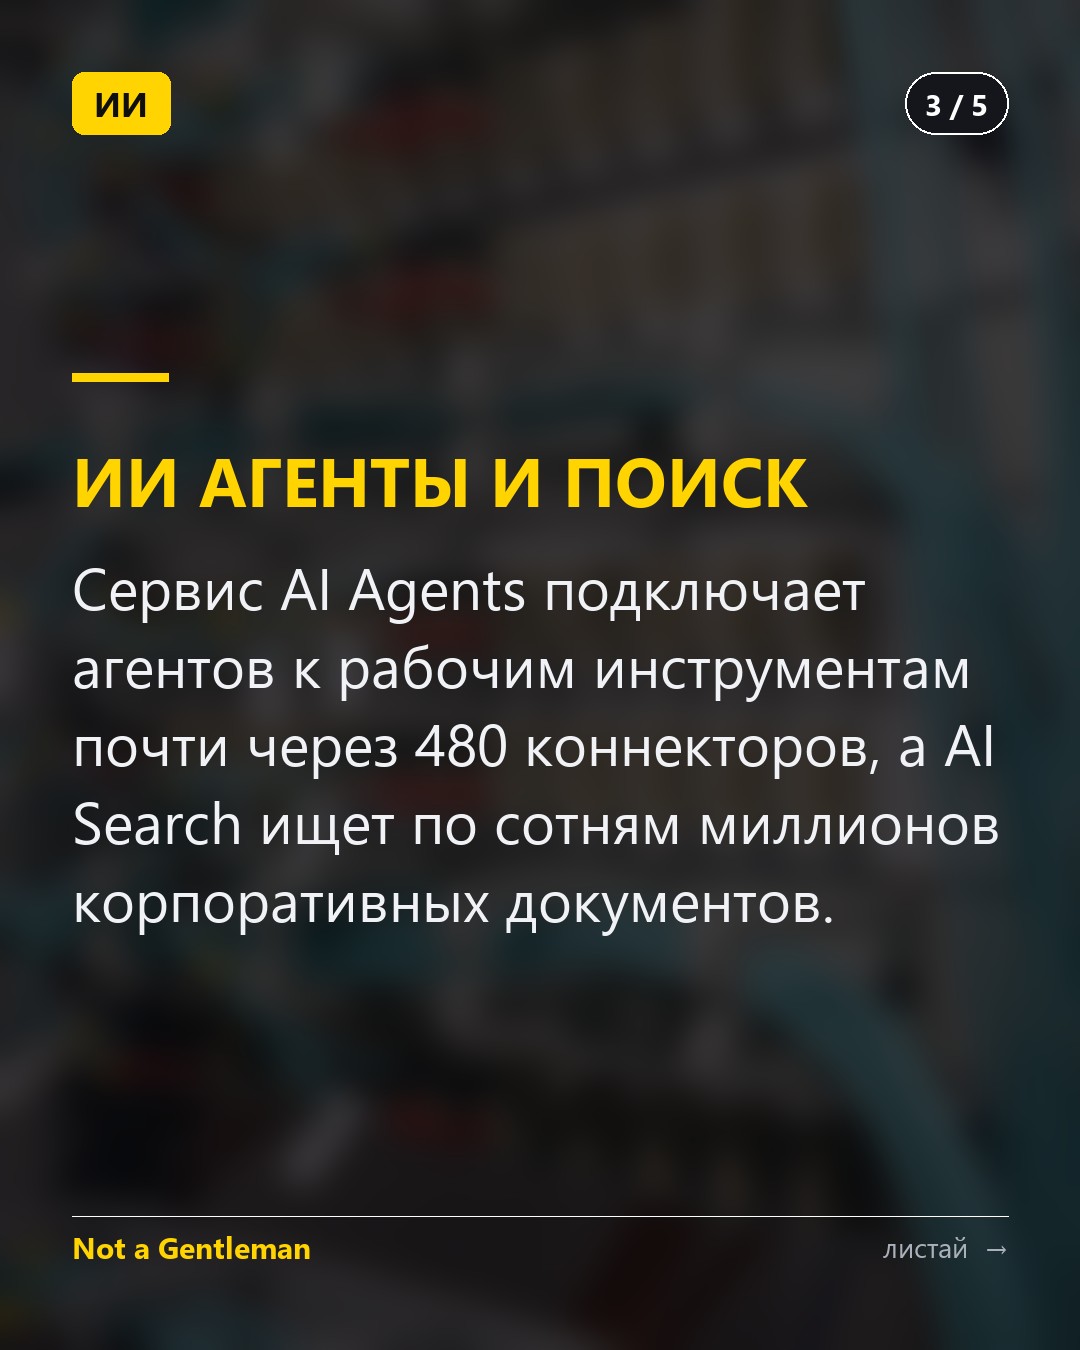 ИИ
3 / 5
ИИ АГЕНТЫ И ПОИСК
Сервис AI Agents подключает
агентов к рабочим инструментам
почти через 480 коннекторов, а AI
Search ищет по сотням миллионов
корпоративных документов.
Not a Gentleman
листай →